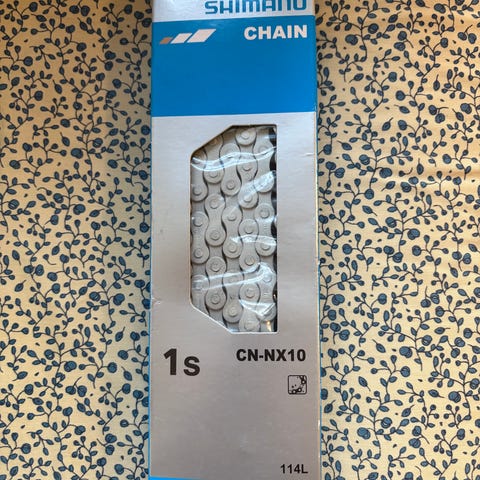 SHIMANO
CHAIN
1s
CN-NX10
114L